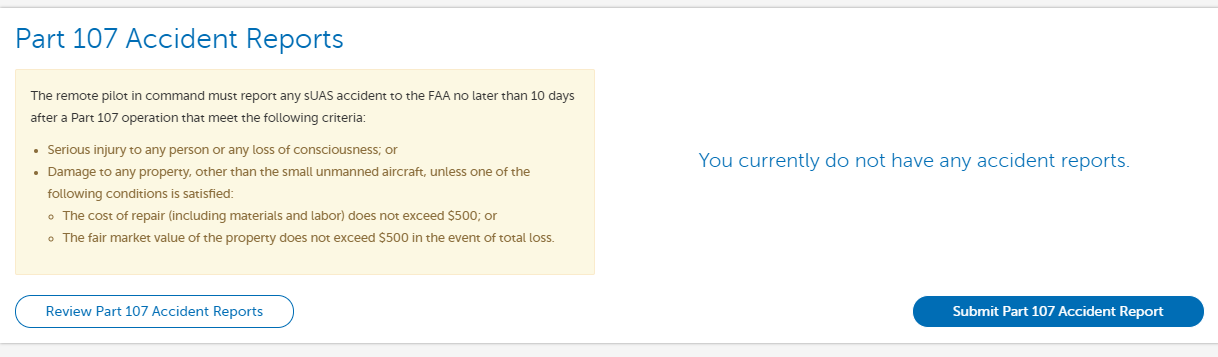 Part 107 Accident Reports
The remote pilot in command must report any sUAS accident to the FAA no later than 10 days
after a Part 107 operation that meet the following criteria:
Serious injury to any person or any loss of consciousness; or
Damage to any property, other than the small unmanned aircraft, unless one of the
following conditions is satisfied:
The cost of repair (including materials and labor) does not exceed $500; or
The fair market value of the property does not exceed $500 in the event of total loss.
You currently do not have any accident reports.
Review Part 107 Accident Reports
Submit Part 107 Accident Report